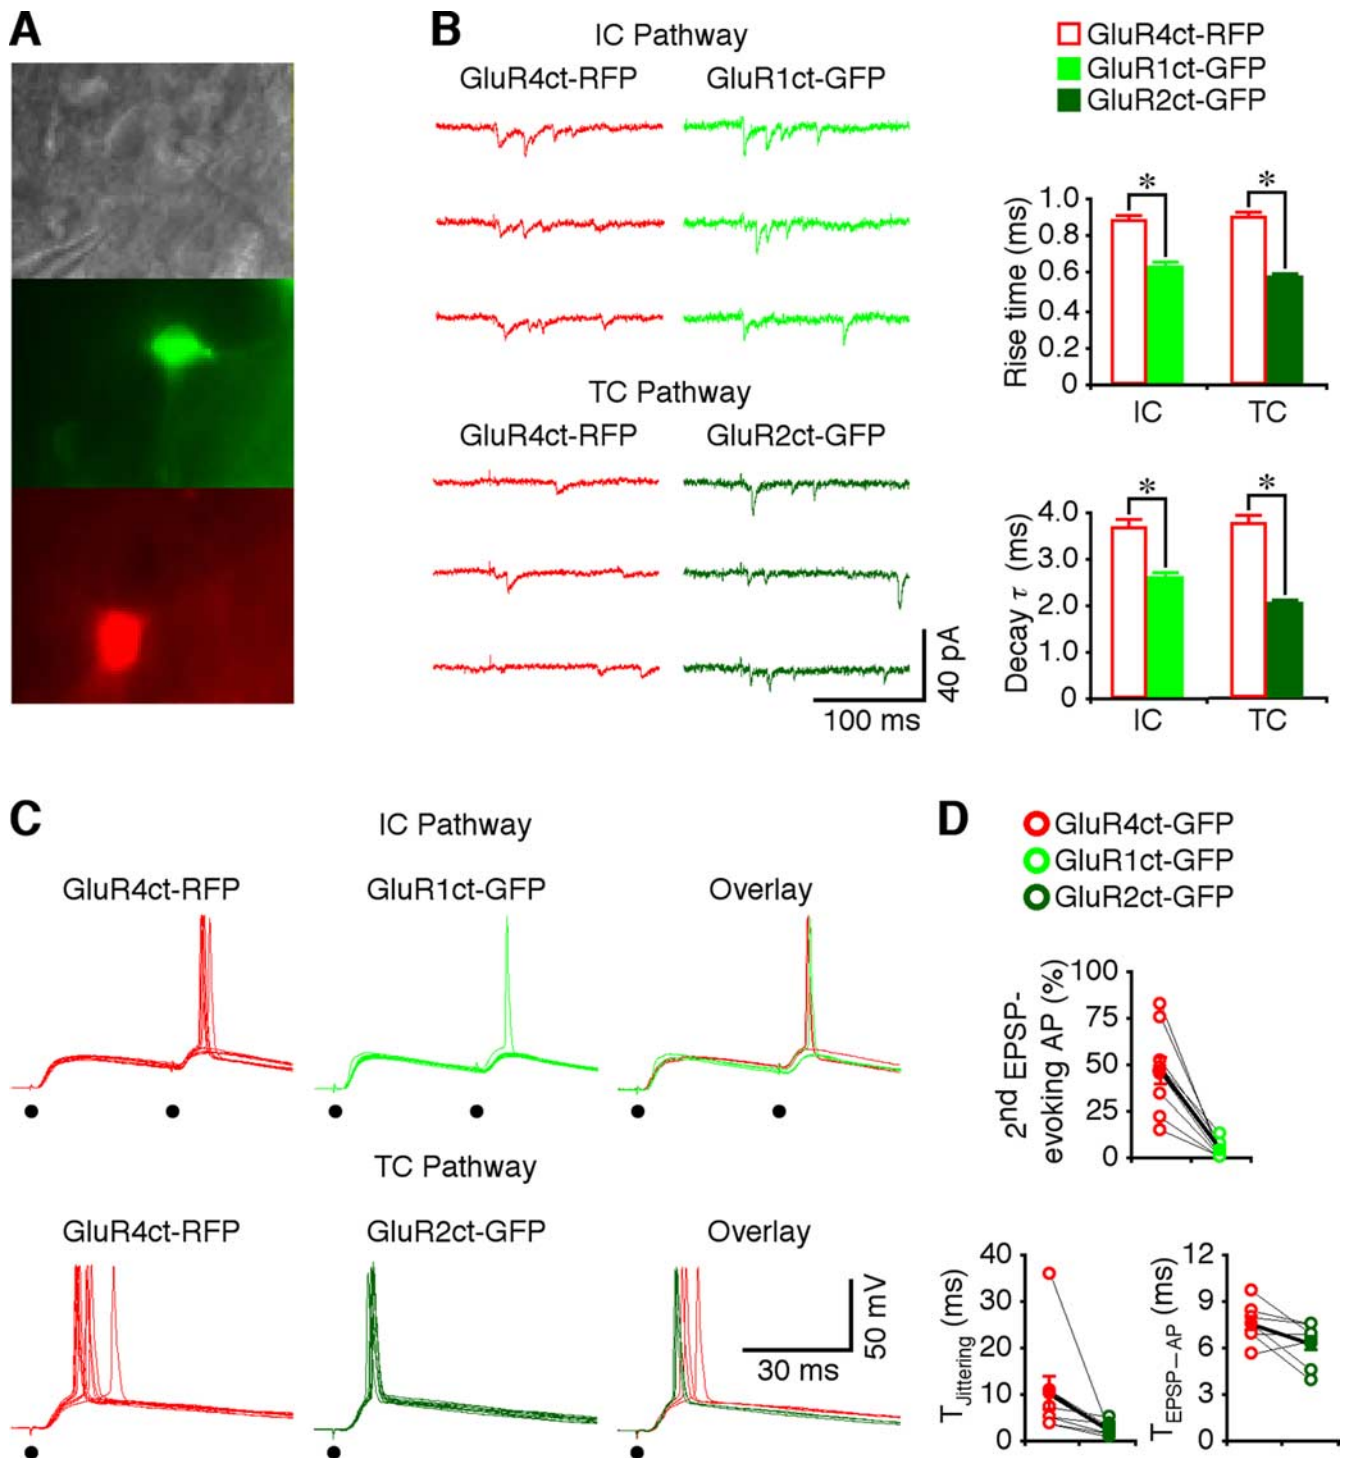 A
B
IC Pathway
GluR4ct-RFP GluR1ct-GFP
TC Pathway
GluR4ct-RFP GluR2ct-GFP
40 pA
100 ms
GluR4ct-RFP
GluR1ct-GFP
GluR2ct-GFP
Rise time (ms)
1.0
0.8
0.6
0.4
0.2
0
* *
IC TC
Decay τ (ms)
4.0
3.0
2.0
1.0
0
* *
IC TC
C
IC Pathway
GluR4ct-RFP GluR1ct-GFP Overlay
TC Pathway
GluR4ct-RFP GluR2ct-GFP Overlay
50 mV
30 ms
D
GluR4ct-GFP
GluR1ct-GFP
GluR2ct-GFP
2nd EPSP-
evoking AP (%)
100
75
50
25
0
TJittering (ms)
40
30
20
10
0
TEPSP–AP (ms)
12
9
6
3
0